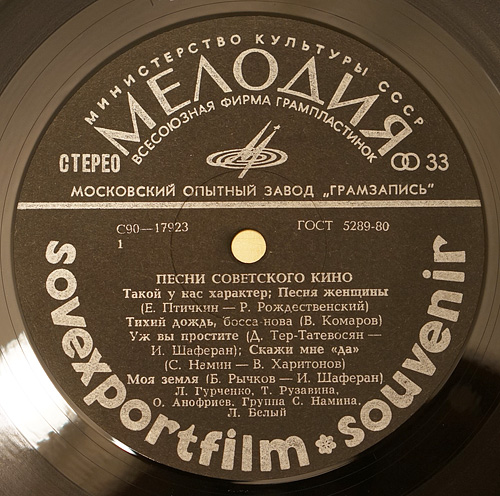 МИНИСТЕРСТВО КУЛЬТУРЫ СССР
МЕЛОДИЯ
ВСЕСОЮЗНАЯ ФИРМА ГРАМПЛАСТИНОК
СТЕРЕО
33
МОСКОВСКИЙ ОПЫТНЫЙ ЗАВОД „ГРАМЗАПИСЬ"
С90—17923
ГОСТ 5289-80
1
ПЕСНИ СОВЕТСКОГО КИНО
Такой у нас характер; Песня женщины
(Е. Птичкин — Р. Рождественский)
Тихий дождь, босса-нова (В. Комаров)
Уж вы простите (Д. Тер-Татевосян —
И. Шаферан); Скажи мне «да»
(С. Намин — В. Харитонов)
Моя земля (Б. Рычков — И. Шаферан)
Л. Гурченко, Т. Рузавина,
О. Анофриев, Группа С. Намина,
Л. Белый
sovexportfilm * souvenir